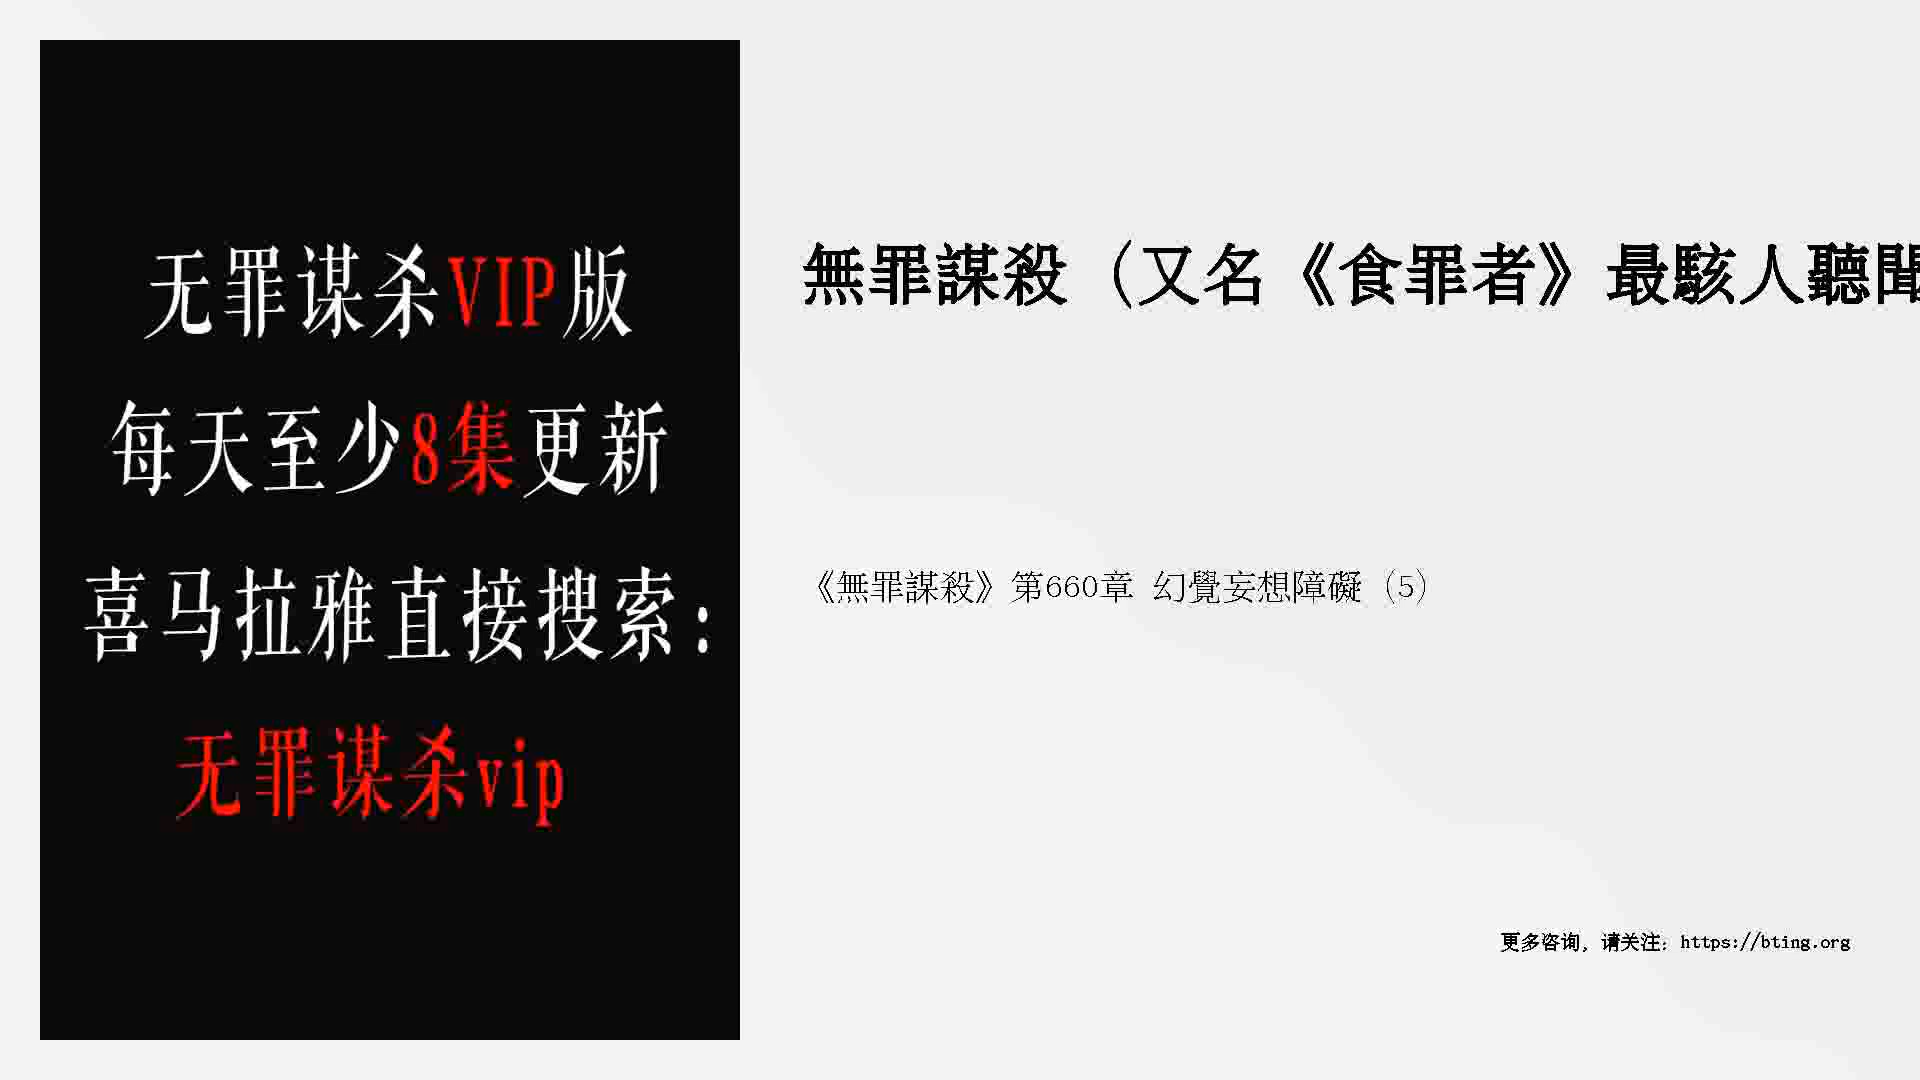 无罪谋杀VIP版
每天至少8集更新
喜马拉雅直接搜索：
无罪谋杀vip
無罪謀殺（又名《食罪者》最駭人聽聞
《無罪謀殺》第660章 幻覺妄想障礙（5）
更多咨询，请关注：https://bting.org